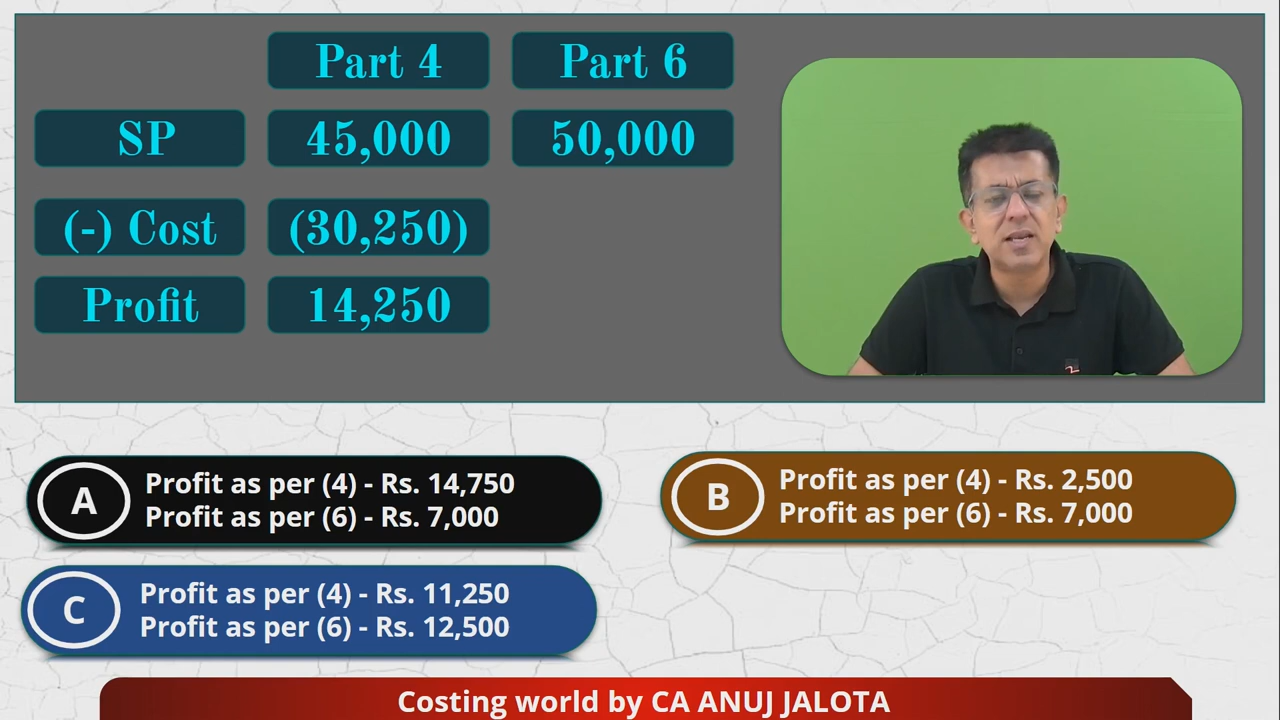 Part 4 Part 6
SP 45,000 50,000
(-) Cost (30,250)
Profit 14,250
A
Profit as per (4) - Rs. 14,750
Profit as per (6) - Rs. 7,000
B
Profit as per (4) - Rs. 2,500
Profit as per (6) - Rs. 7,000
C
Profit as per (4) - Rs. 11,250
Profit as per (6) - Rs. 12,500
Costing world by CA ANUJ JALOTA